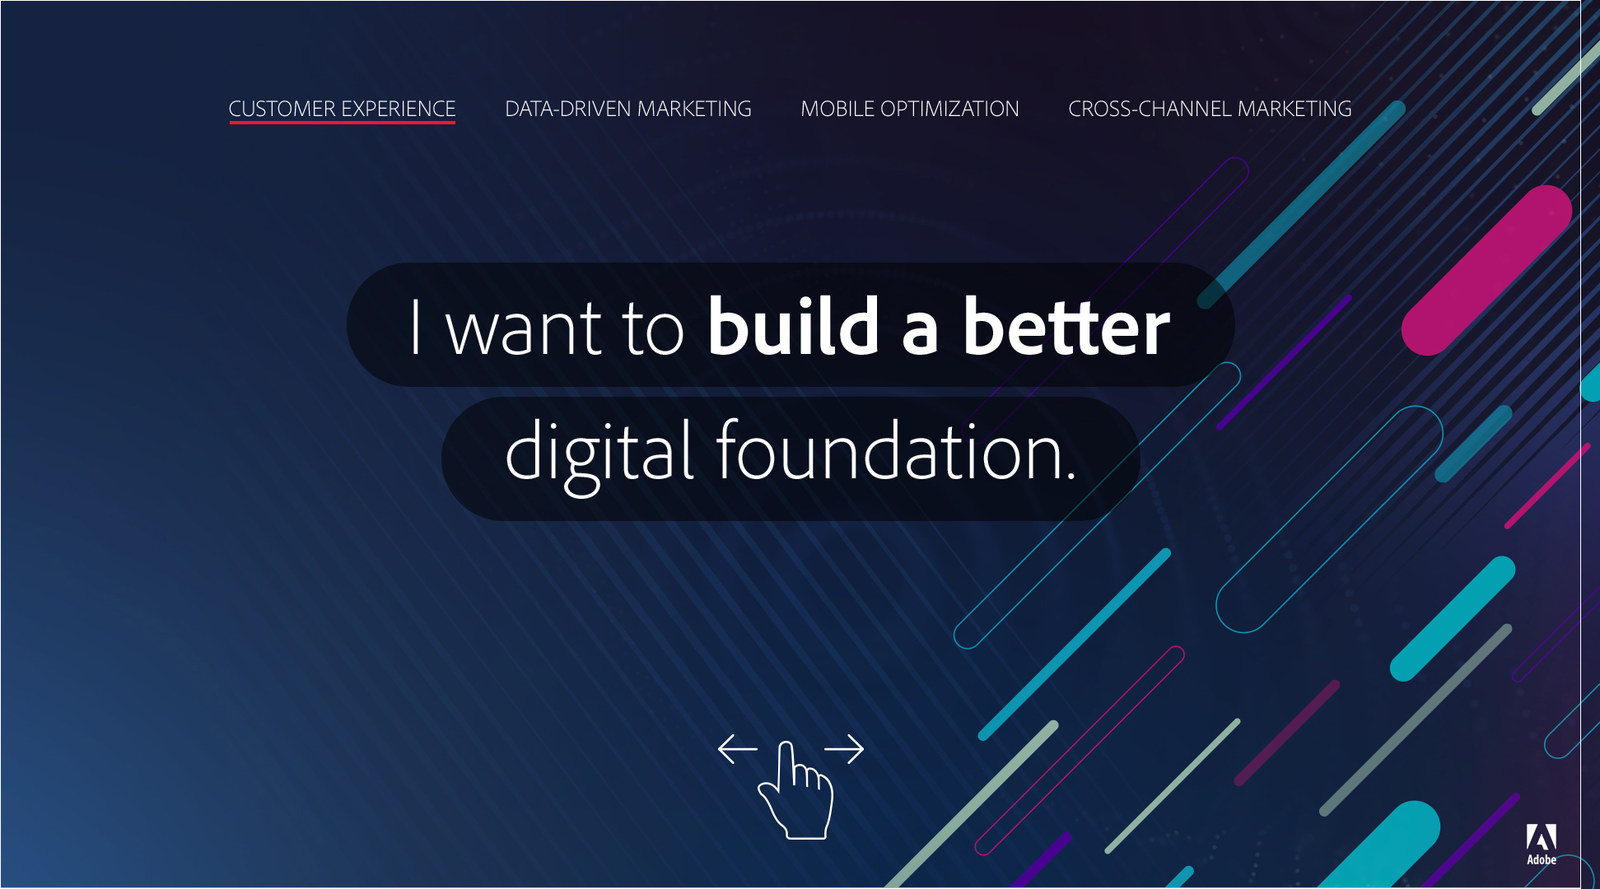 CUSTOMER EXPERIENCE DATA-DRIVEN MARKETING MOBILE OPTIMIZATION CROSS-CHANNEL MARKETING
I want to build a better
digital foundation.
Adobe